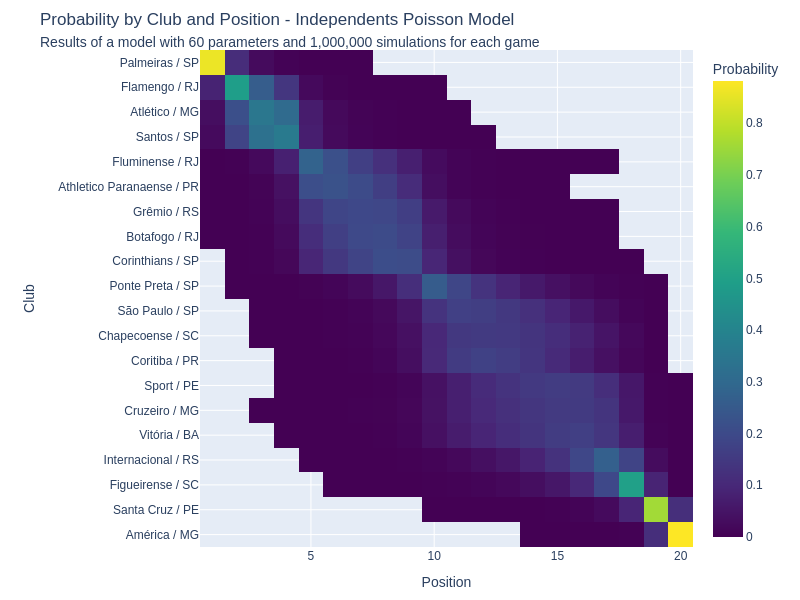 Probability by Club and Position - Independents Poisson Model
Results of a model with 60 parameters and 1,000,000 simulations for each game
Probability
Palmeiras / SP
Flamengo / RJ
Atlético / MG
Santos / SP
Fluminense / RJ
Athletico Paranaense / PR
Grêmio / RS
Botafogo / RJ
Corinthians / SP
Ponte Preta / SP
São Paulo / SP
Chapecoense / SC
Coritiba / PR
Sport / PE
Cruzeiro / MG
Vitória / BA
Internacional / RS
Figueirense / SC
Santa Cruz / PE
América / MG
Club
5
10
15
20
Position
0.8
0.7
0.6
0.5
0.4
0.3
0.2
0.1
0